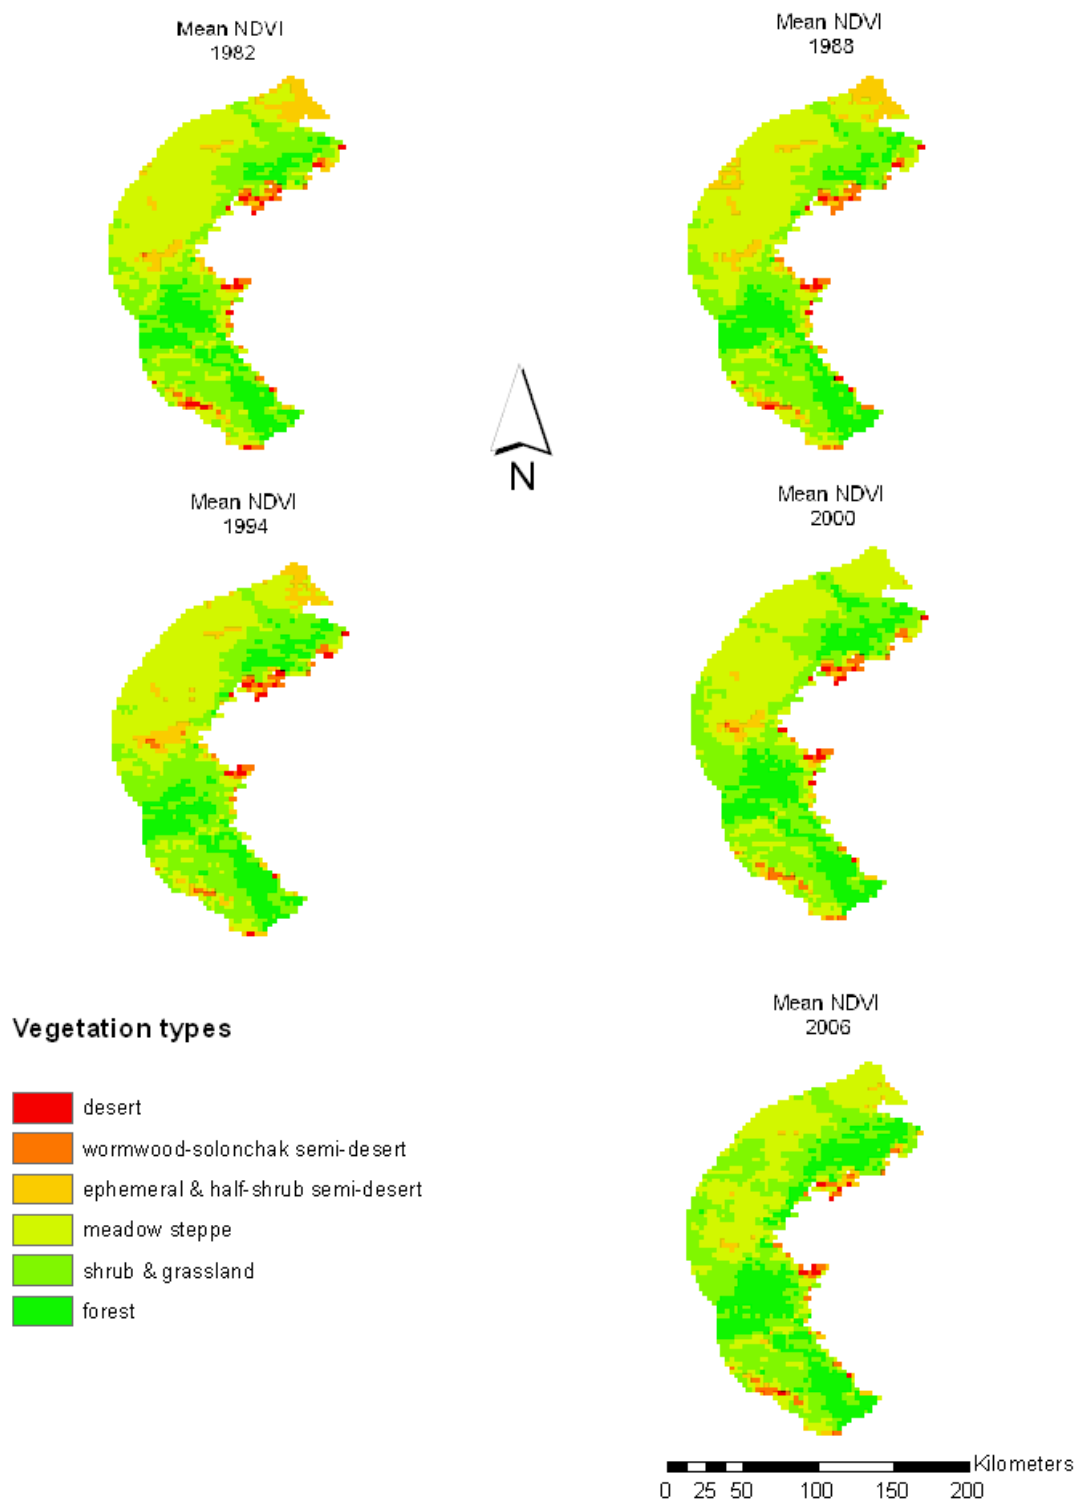 Mean NDVI
1982
Mean NDVI
1988
N
Mean NDVI
1994
Mean NDVI
2000
Mean NDVI
2006
Vegetation types
desert
wormwood-solonchak semi-desert
ephemeral & half-shrub semi-desert
meadow steppe
shrub & grassland
forest
Kilometers
0 25 50 100 150 200